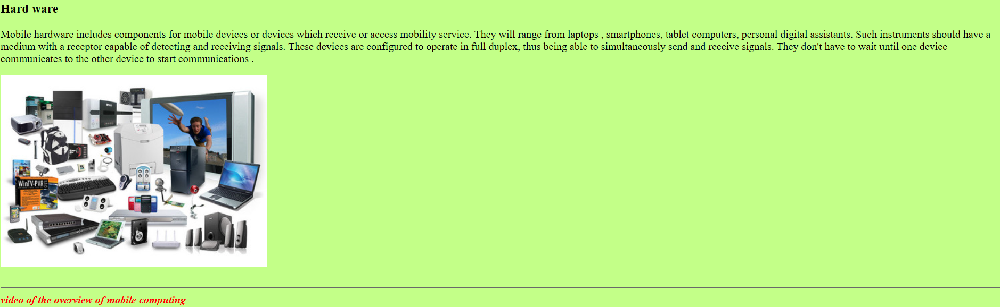 Hard ware
Mobile hardware includes components for mobile devices or devices which receive or access mobility service. They will range from laptops , smartphones, tablet computers, personal digital assistants. Such instruments should have a
medium with a receptor capable of detecting and receiving signals. These devices are configured to operate in full duplex, thus being able to simultaneously send and receive signals. They don't have to wait until one device
communicates to the other device to start communications .
WinTV-PVR
video of the overview of mobile computing